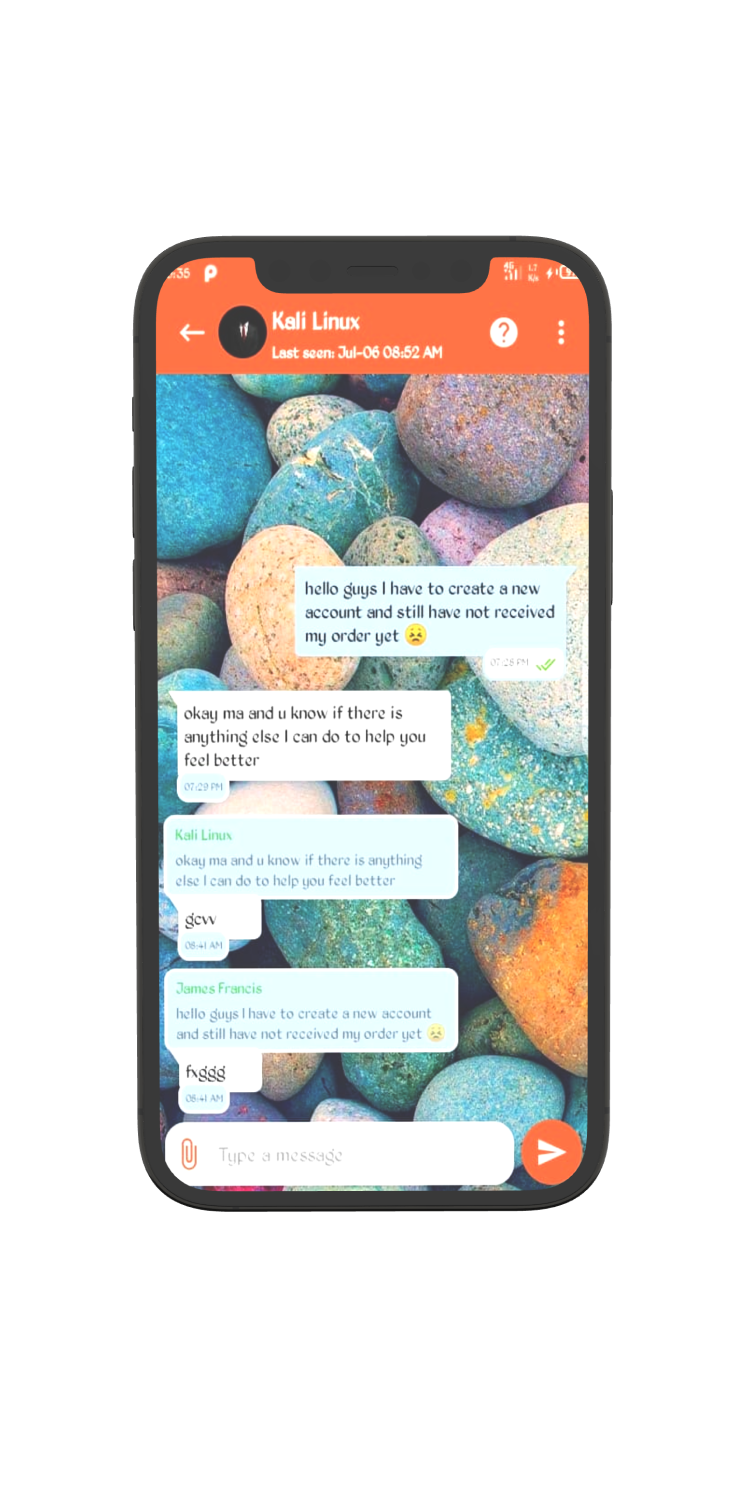 :35
4G 1.7 K/s
Kali Linux
Last seen: Jul-06 08:52 AM
hello guys I have to create a new
account and still have not received
my order yet 😣
07:28 PM
okay ma and u know if there is
anything else I can do to help you
feel better
07:29 PM
Kali Linux
okay ma and u know if there is anything
else I can do to help you feel better
gcvv
08:41 AM
James Francis
hello guys I have to create a new account
and still have not received my order yet 😣
fxggg
08:41 AM
Type a message